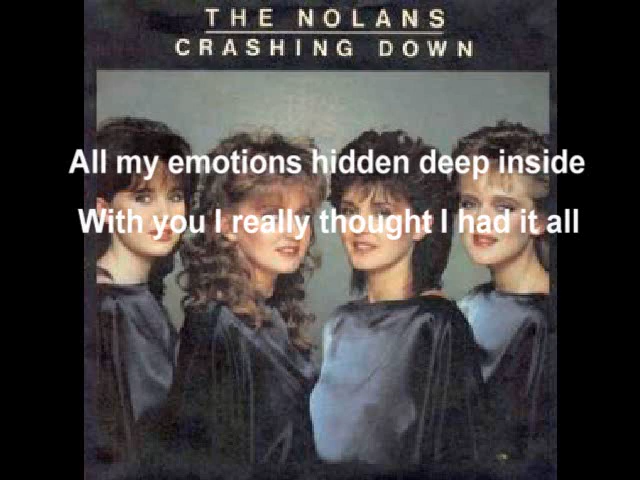 THE NOLANS
CRASHING DOWN
All my emotions hidden deep inside
With you I really thought I had it all